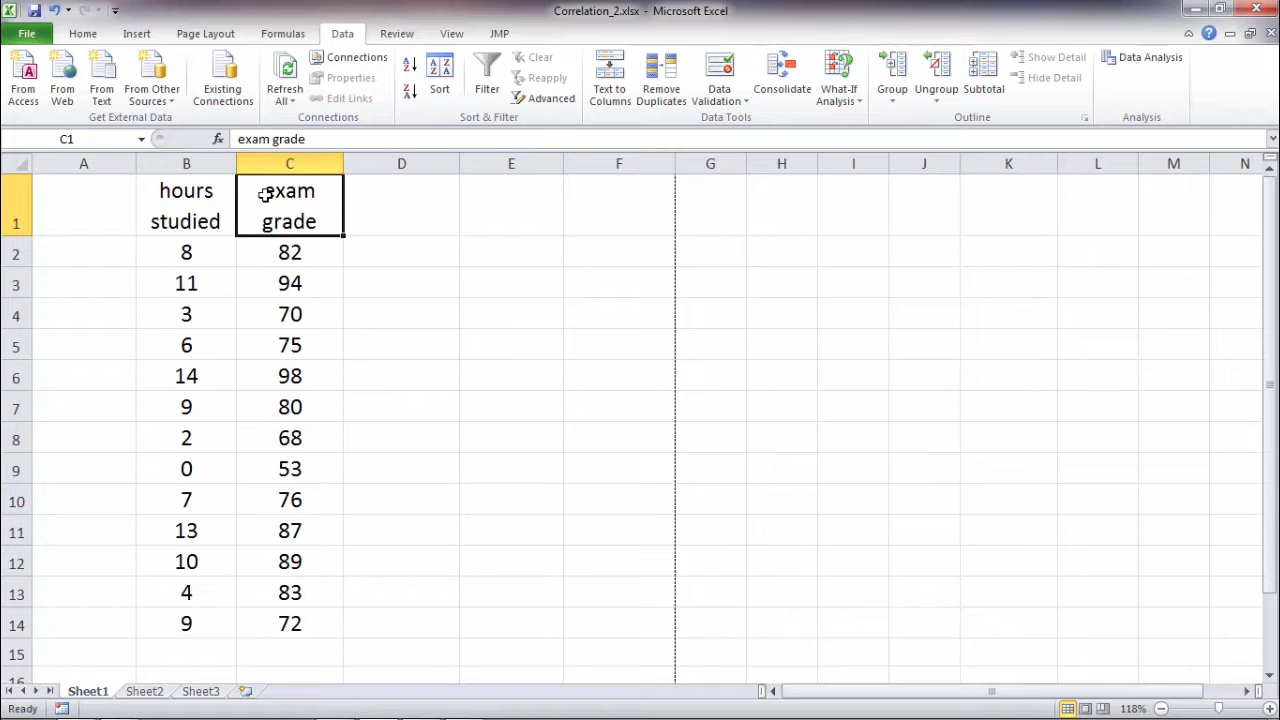 Correlation_2.xlsx - Microsoft Excel
File Home Insert Page Layout Formulas Data Review View JMP
From Access
From Web
From Text
From Other Sources
Existing Connections
Get External Data
Refresh All
Connections
Properties
Edit Links
Connections
Sort
Filter
Clear
Reapply
Advanced
Sort & Filter
Text to Columns
Remove Duplicates
Data Validation
Consolidate
What-If Analysis
Data Tools
Group
Ungroup
Subtotal
Show Detail
Hide Detail
Outline
Data Analysis
Analysis
C1 fx exam grade
A B C D E F G H I J K L M N
hours exam
1 studied grade
2 8 82
3 11 94
4 3 70
5 6 75
6 14 98
7 9 80
8 2 68
9 0 53
10 7 76
11 13 87
12 10 89
13 4 83
14 9 72
15
16
Sheet1 Sheet2 Sheet3
Ready 118%